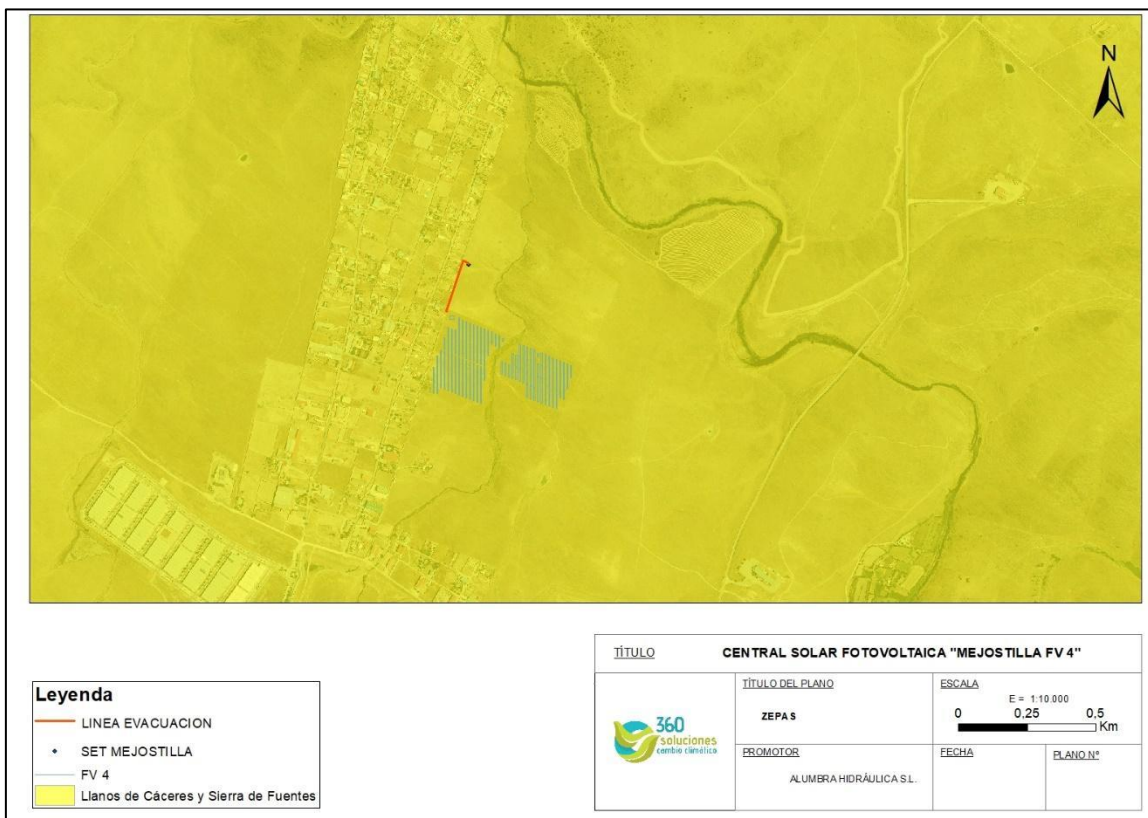 N
Leyenda
LINEA EVACUACION
SET MEJOSTILLA
FV 4
Llanos de Cáceres y Sierra de Fuentes
TÍTULO
CENTRAL SOLAR FOTOVOLTAICA "MEJOSTILLA FV 4"
360
soluciones
cambio climático
TÍTULO DEL PLANO
ZEPAS
ESCALA
E = 1:10.000
0 0,25 0,5
Km
PROMOTOR
ALUMBRA HIDRÁULICA S.L.
FECHA
PLANO Nº